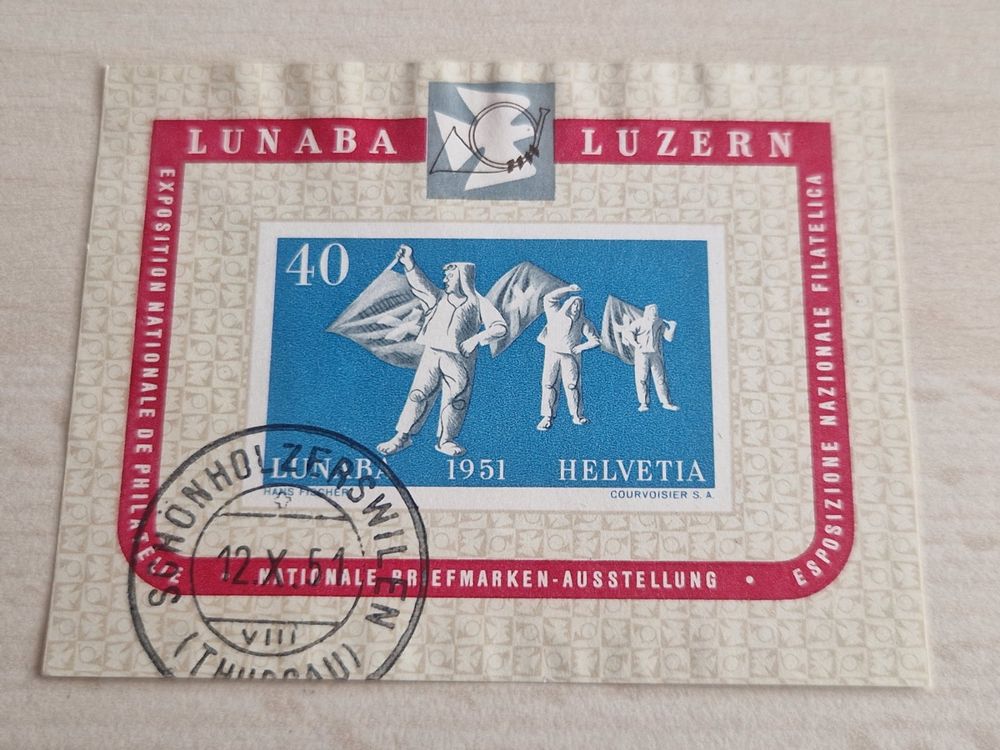 LUNABA LUZERN
EXPOSITION NATIONALE DE PHILATELIE
ESPOSIZIONE NAZIONALE FILATELICA
40
LUNABA 1951 HELVETIA
HANS FISCHER COURVOISIER S. A.
NATIONALE BRIEFMARKEN-AUSSTELLUNG
SCHÖNHOLZERSWILEN
12.X.51
VIII
(THURGAU)